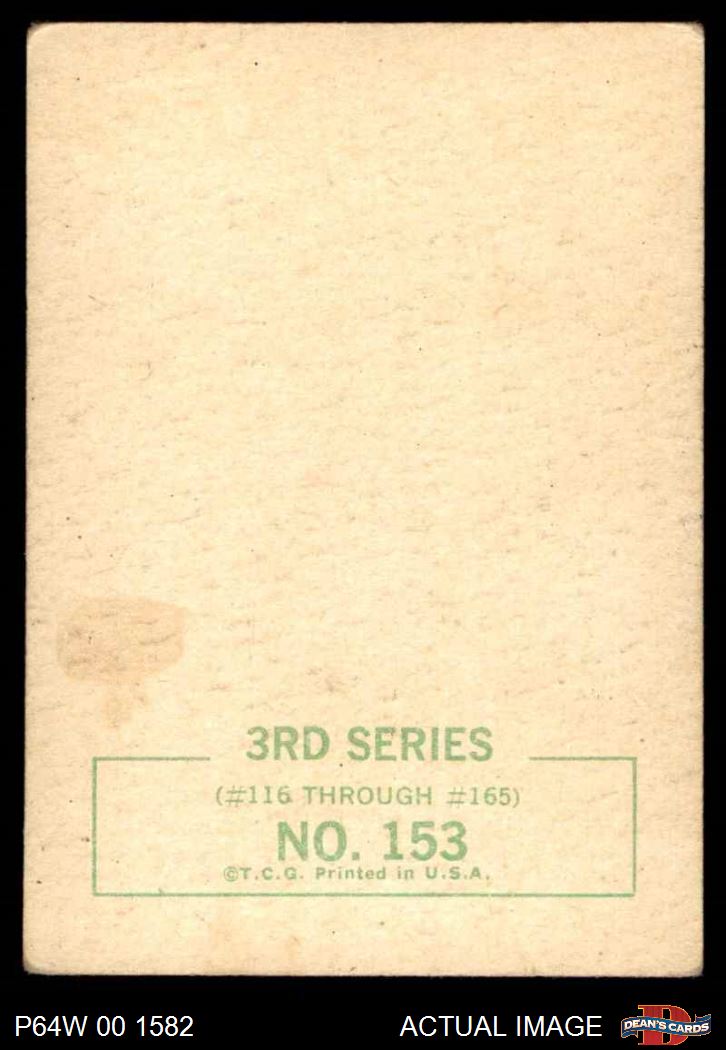 3RD SERIES
(#116 THROUGH #165)
NO. 153
©T.C.G. Printed in U.S.A.
P64W 00 1582
ACTUAL IMAGE
D
DEAN'S CARDS